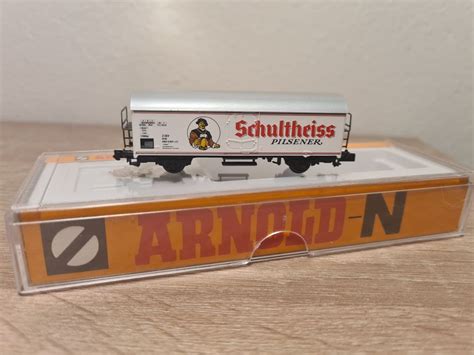 Schultheiss
PILSENER
ARNOLD-N